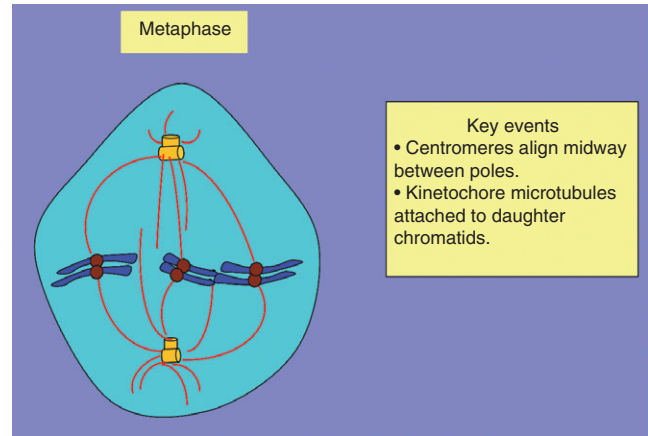 Metaphase
Key events
• Centromeres align midway
between poles.
• Kinetochore microtubules
attached to daughter
chromatids.